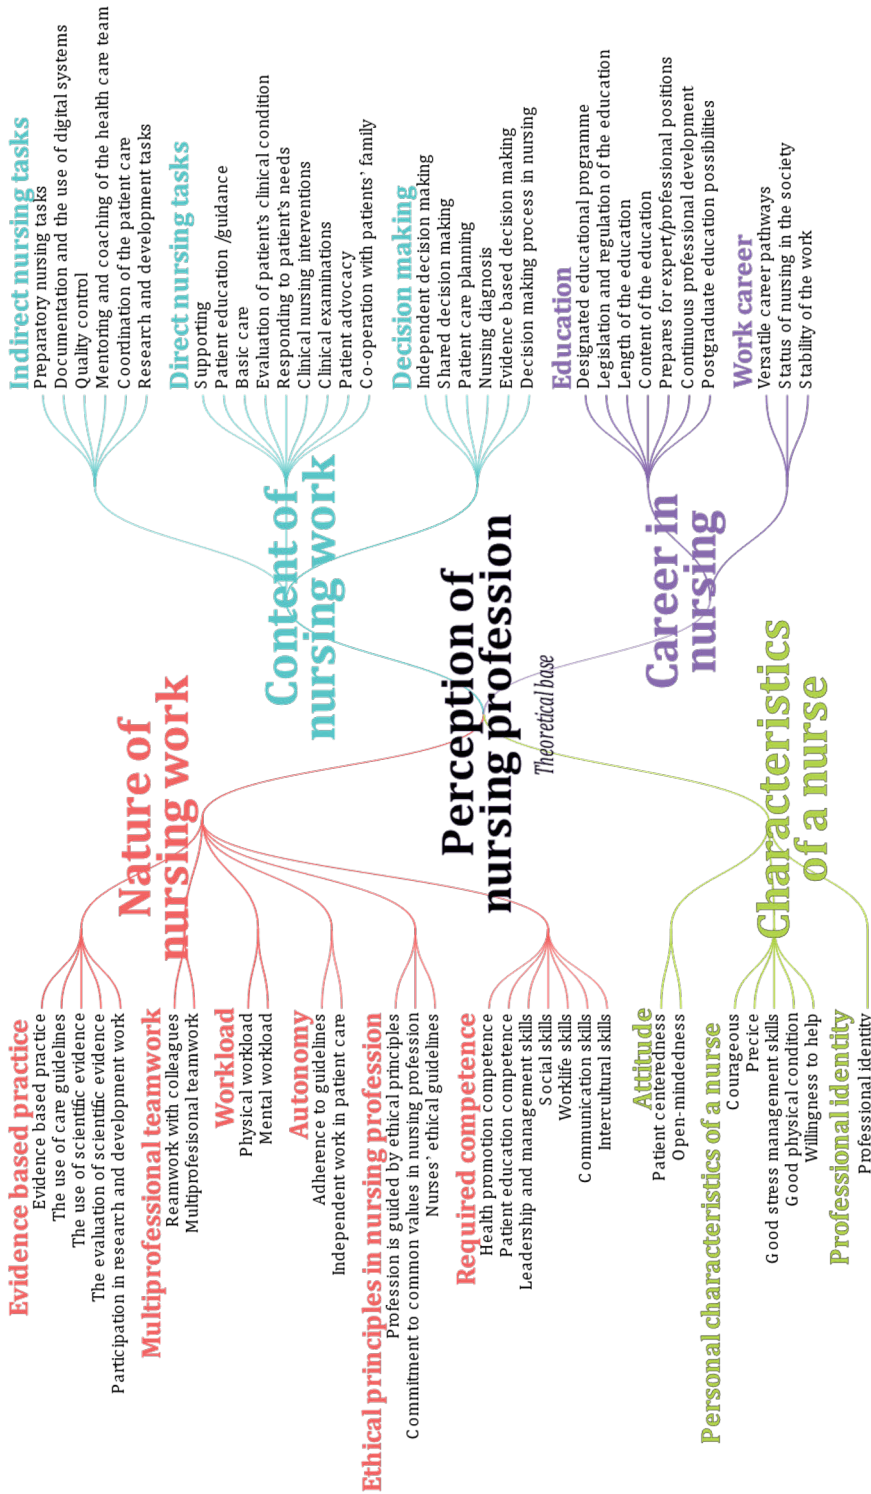 Perception of
nursing profession
Theoretical base
Nature of
nursing work
Evidence based practice
Evidence based practice
The use of care guidelines
The use of scientific evidence
The evaluation of scientific evidence
Participation in research and development work
Multiprofessional teamwork
Reamwork with colleagues
Multiprofesisonal teamwork
Workload
Physical workload
Mental workload
Autonomy
Adherence to guidelines
Independent work in patient care
Ethical principles in nursing profession
Profession is guided by ethical principles
Commitment to common values in nursing profession
Nurses' ethical guidelines
Required competence
Health promotion competence
Patient education competence
Leadership and management skills
Social skills
Worklife skills
Communication skills
Intercultural skills
Characteristics
of a nurse
Attitude
Patient centeredness
Open-mindedness
Personal characteristics of a nurse
Courageous
Precice
Good stress management skills
Good physical condition
Willingness to help
Professional identity
Professional identity
Content of
nursing work
Indirect nursing tasks
Preparatory nursing tasks
Documentation and the use of digital systems
Quality control
Mentoring and coaching of the health care team
Coordination of the patient care
Research and development tasks
Direct nursing tasks
Supporting
Patient education /guidance
Basic care
Evaluation of patient's clinical condition
Responding to patient's needs
Clinical nursing interventions
Clinical examinations
Patient advocacy
Co-operation with patients' family
Decision making
Independent decision making
Shared decision making
Patient care planning
Nursing diagnosis
Evidence based decision making
Decision making process in nursing
Career in
nursing
Education
Designated educational programme
Legislation and regulation of the education
Length of the education
Content of the education
Prepares for expert/professional positions
Continuous professional development
Postgraduate education possibilities
Work career
Versatile career pathways
Status of nursing in the society
Stability of the work